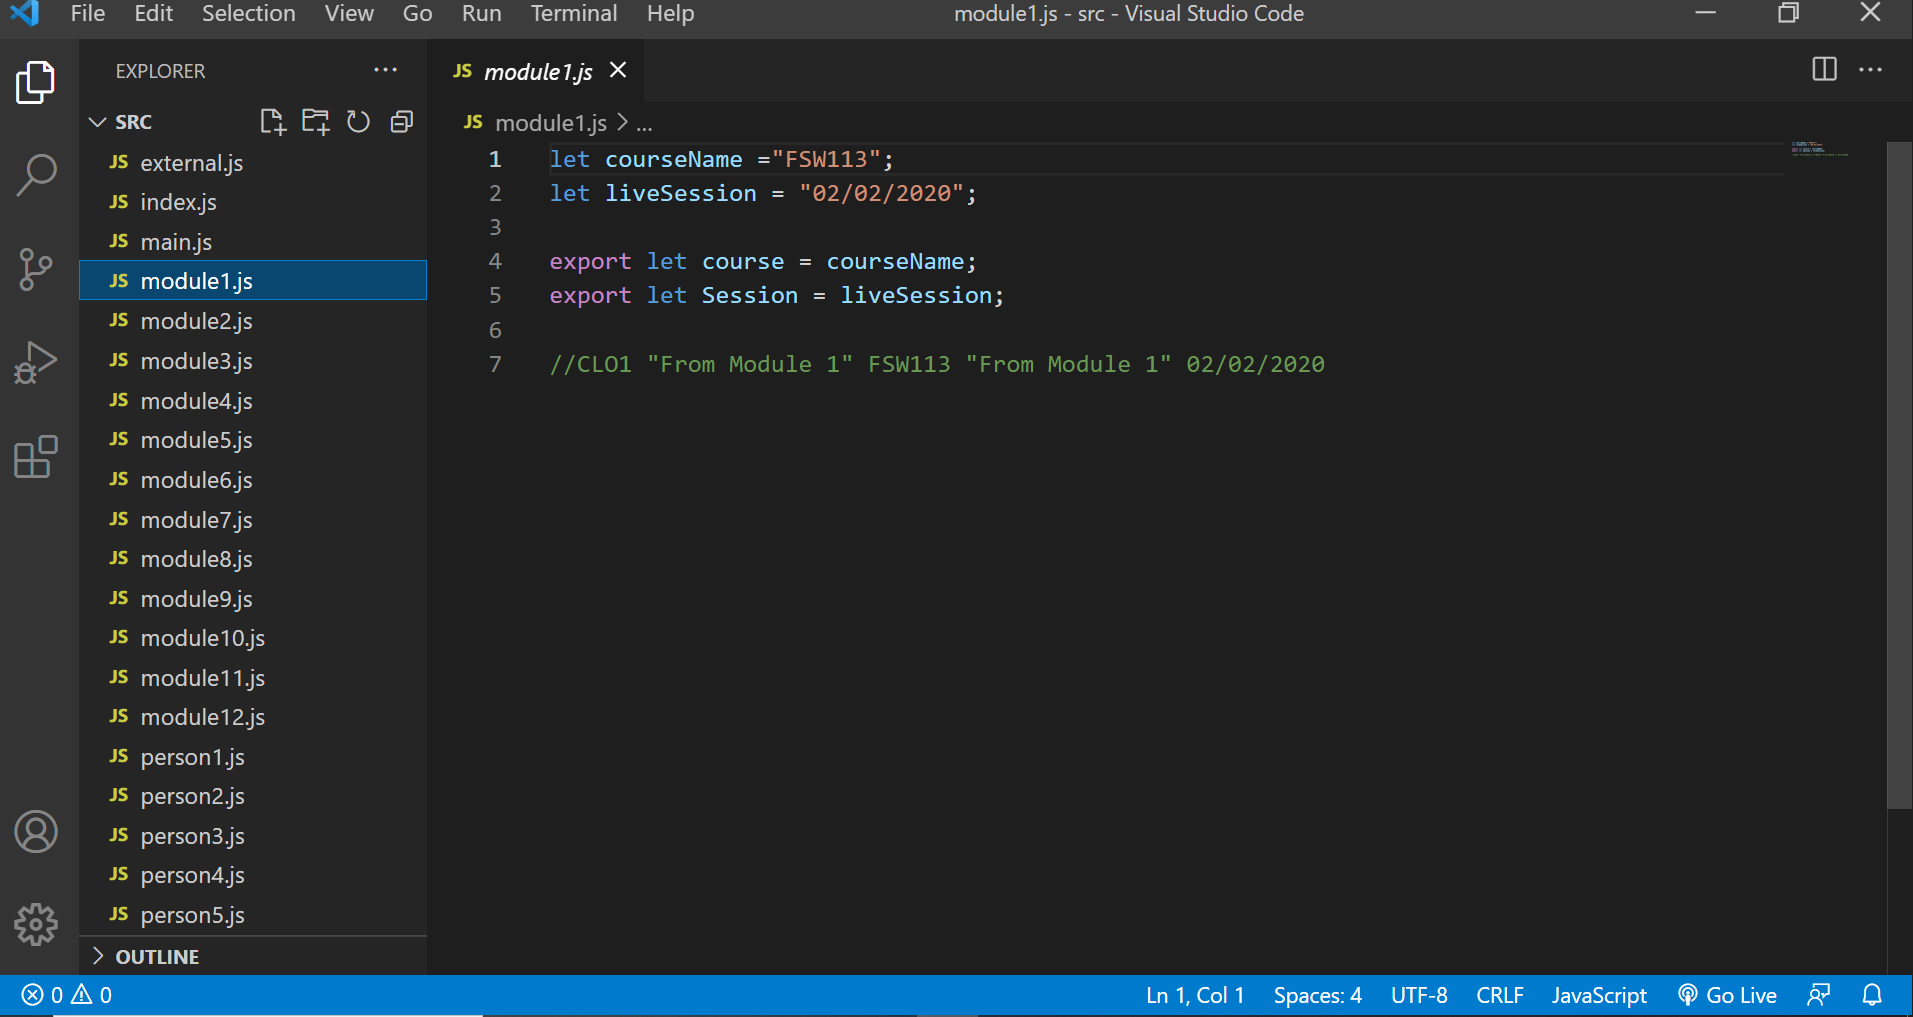 File Edit Selection View Go Run Terminal Help module1.js - src - Visual Studio Code
EXPLORER
SRC
JS external.js
JS index.js
JS main.js
JS module1.js
JS module2.js
JS module3.js
JS module4.js
JS module5.js
JS module6.js
JS module7.js
JS module8.js
JS module9.js
JS module10.js
JS module11.js
JS module12.js
JS person1.js
JS person2.js
JS person3.js
JS person4.js
JS person5.js
OUTLINE
JS module1.js
JS module1.js > ...
1 let courseName ="FSW113";
2 let liveSession = "02/02/2020";
3
4 export let course = courseName;
5 export let Session = liveSession;
6
7 //CLO1 "From Module 1" FSW113 "From Module 1" 02/02/2020
0 0 Ln 1, Col 1 Spaces: 4 UTF-8 CRLF JavaScript Go Live